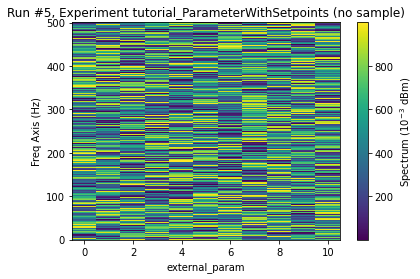 Run #5, Experiment tutorial_ParameterWithSetpoints (no sample)
500
400
300
200
100
0
Freq Axis (Hz)
0 2 4 6 8 10
external_param
800
600
400
200
Spectrum (10⁻³ dBm)